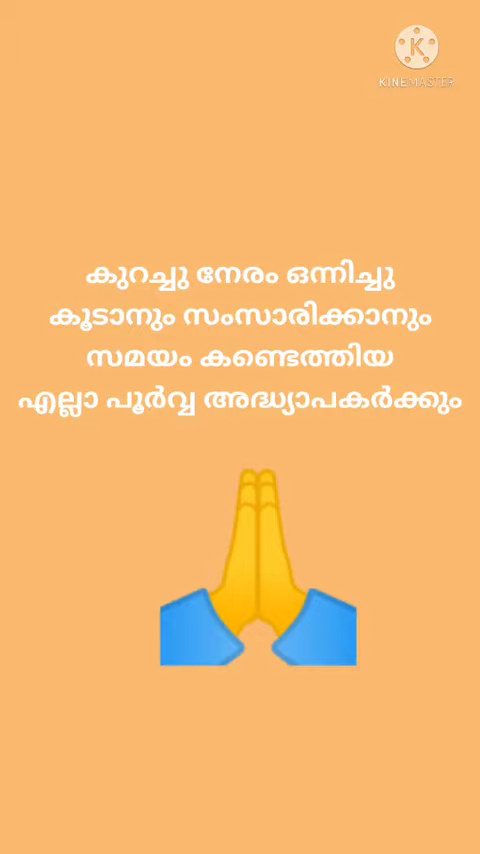 KINEMASTER
കുറച്ചു നേരം ഒന്നിച്ചു
കൂടാനും സംസാരിക്കാനും
സമയം കണ്ടെത്തിയ
എല്ലാ പൂർവ്വ അദ്ധ്യാപകർക്കും